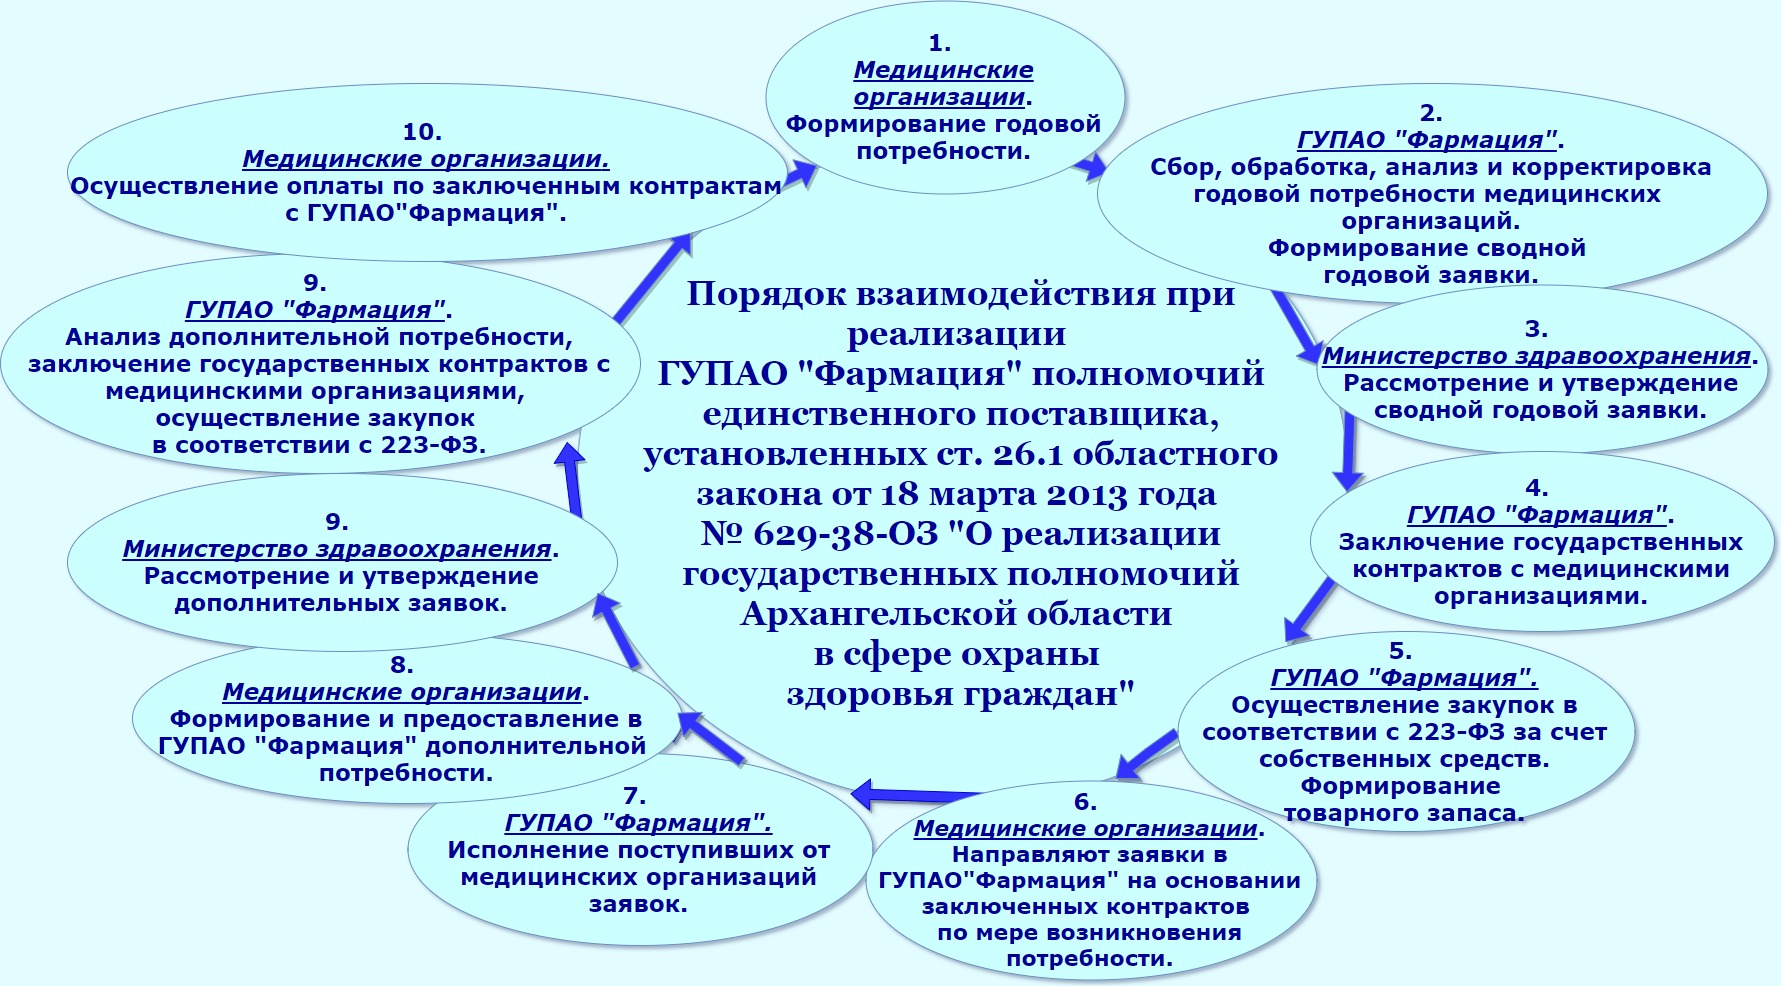 1.
Медицинские
организации.
Формирование годовой
потребности.
2.
ГУПАО "Фармация".
Сбор, обработка, анализ и корректировка
годовой потребности медицинских
организаций.
Формирование сводной
годовой заявки.
3.
Министерство здравоохранения.
Рассмотрение и утверждение
сводной годовой заявки.
4.
ГУПАО "Фармация".
Заключение государственных
контрактов с медицинскими
организациями.
5.
ГУПАО "Фармация".
Осуществление закупок в
соответствии с 223-ФЗ за счет
собственных средств.
Формирование
товарного запаса.
6.
Медицинские организации.
Направляют заявки в
ГУПАО"Фармация" на основании
заключенных контрактов
по мере возникновения
потребности.
7.
ГУПАО "Фармация".
Исполнение поступивших от
медицинских организаций
заявок.
8.
Медицинские организации.
Формирование и предоставление в
ГУПАО "Фармация" дополнительной
потребности.
9.
Министерство здравоохранения.
Рассмотрение и утверждение
дополнительных заявок.
9.
ГУПАО "Фармация".
Анализ дополнительной потребности,
заключение государственных контрактов с
медицинскими организациями,
осуществление закупок
в соответствии с 223-ФЗ.
10.
Медицинские организации.
Осуществление оплаты по заключенным контрактам
с ГУПАО"Фармация".
Порядок взаимодействия при
реализации
ГУПАО "Фармация" полномочий
единственного поставщика,
установленных ст. 26.1 областного
закона от 18 марта 2013 года
№ 629-38-ОЗ "О реализации
государственных полномочий
Архангельской области
в сфере охраны
здоровья граждан"